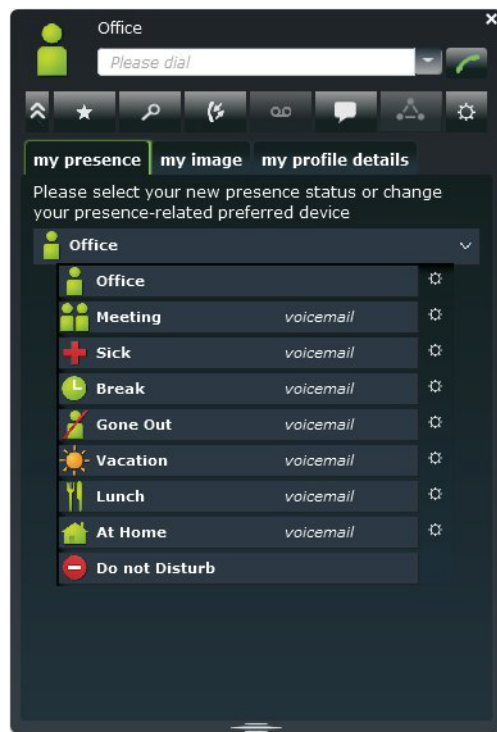 Office
Please dial
my presence my image my profile details
Please select your new presence status or change
your presence-related preferred device
Office
Office
Meeting voicemail
Sick voicemail
Break voicemail
Gone Out voicemail
Vacation voicemail
Lunch voicemail
At Home voicemail
Do not Disturb